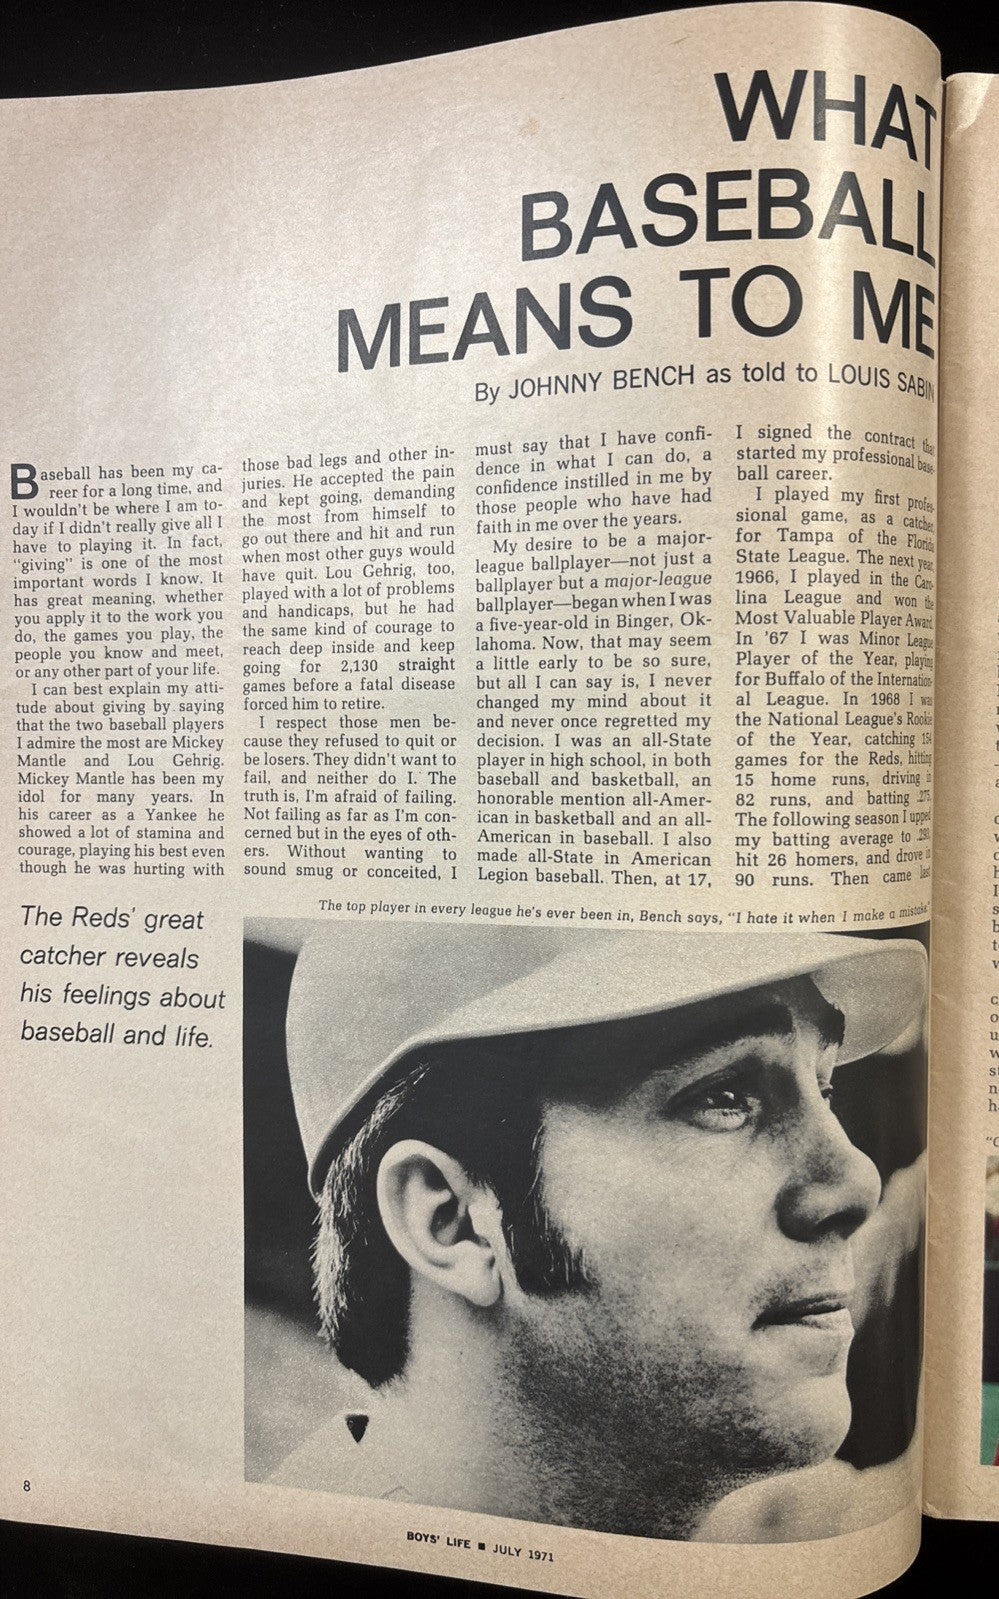 WHAT
BASEBALL
MEANS TO ME
By JOHNNY BENCH as told to LOUIS SABIN
Baseball has been my ca-
reer for a long time, and
I wouldn't be where I am to-
day if I didn't really give all I
have to playing it. In fact,
"giving" is one of the most
important words I know. It
has great meaning, whether
you apply it to the work you
do, the games you play, the
people you know and meet,
or any other part of your life.
I can best explain my atti-
tude about giving by saying
that the two baseball players
I admire the most are Mickey
Mantle and Lou Gehrig.
Mickey Mantle has been my
idol for many years. In
his career as a Yankee he
showed a lot of stamina and
courage, playing his best even
though he was hurting with
those bad legs and other in-
juries. He accepted the pain
and kept going, demanding
the most from himself to
go out there and hit and run
when most other guys would
have quit. Lou Gehrig, too,
played with a lot of problems
and handicaps, but he had
the same kind of courage to
reach deep inside and keep
going for 2,130 straight
games before a fatal disease
forced him to retire.
I respect those men be-
cause they refused to quit or
be losers. They didn't want to
fail, and neither do I. The
truth is, I'm afraid of failing.
Not failing as far as I'm con-
cerned but in the eyes of oth-
ers. Without wanting to
sound smug or conceited, I
must say that I have confi-
dence in what I can do, a
confidence instilled in me by
those people who have had
faith in me over the years.
My desire to be a major-
league ballplayer—not just a
ballplayer but a major-league
ballplayer—began when I was
a five-year-old in Binger, Ok-
lahoma. Now, that may seem
a little early to be so sure,
but all I can say is, I never
changed my mind about it
and never once regretted my
decision. I was an all-State
player in high school, in both
baseball and basketball, an
honorable mention all-Amer-
ican in basketball and an all-
American in baseball. I also
made all-State in American
Legion baseball. Then, at 17,
I signed the contract that
started my professional base-
ball career.
I played my first profes-
sional game, as a catcher
for Tampa of the Florida
State League. The next year,
1966, I played in the Caro-
lina League and won the
Most Valuable Player Award.
In '67 I was Minor League
Player of the Year, playing
for Buffalo of the Internation-
al League. In 1968 I was
the National League's Rookie
of the Year, catching 154
games for the Reds, hitting
15 home runs, driving in
82 runs, and batting .275.
The following season I upped
my batting average to .293,
hit 26 homers, and drove in
90 runs. Then came last
The Reds' great
catcher reveals
his feelings about
baseball and life.
The top player in every league he's ever been in, Bench says, "I hate it when I make a mistake."
8
BOYS' LIFE ■ JULY 1971